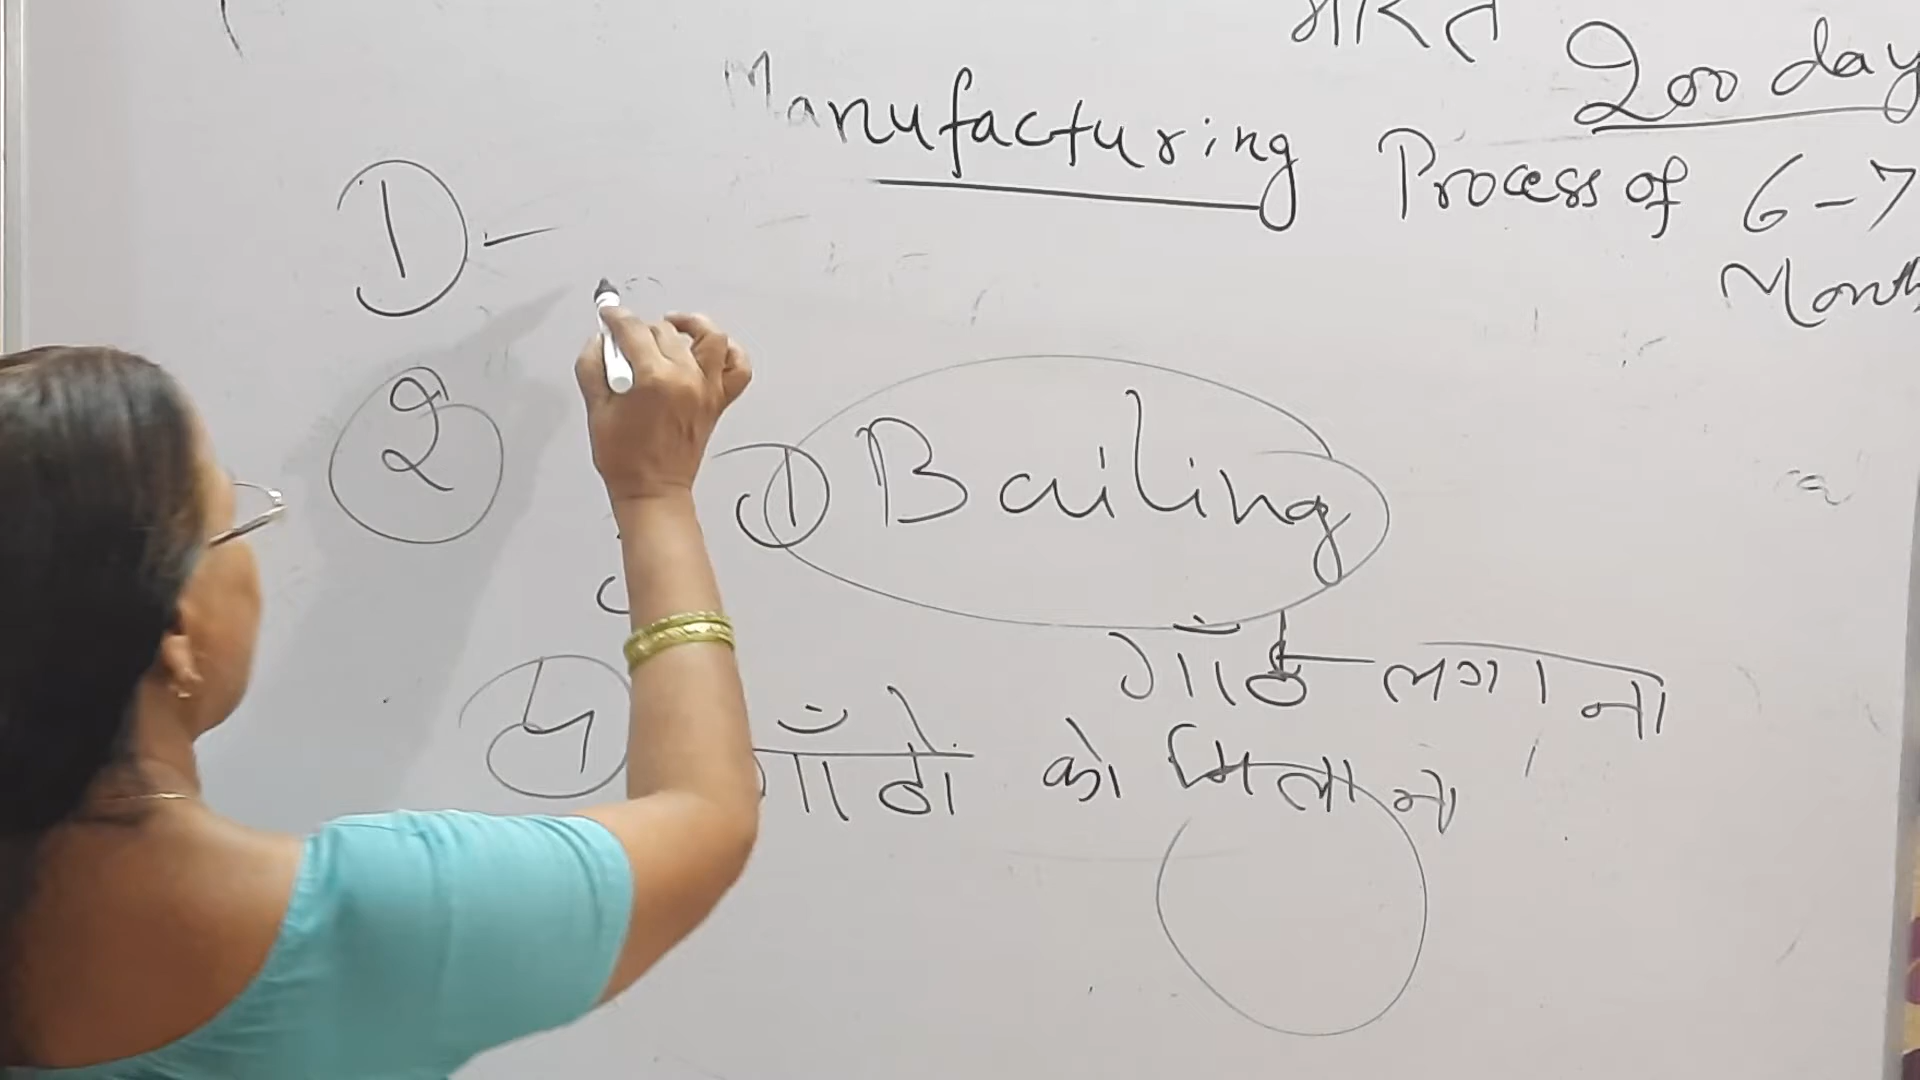 भारत
200 day
Manufacturing Process of 6-7
Month
1 -
2
1 Bailing
गाँठ लगाना
4 गाँठो को मिलाना